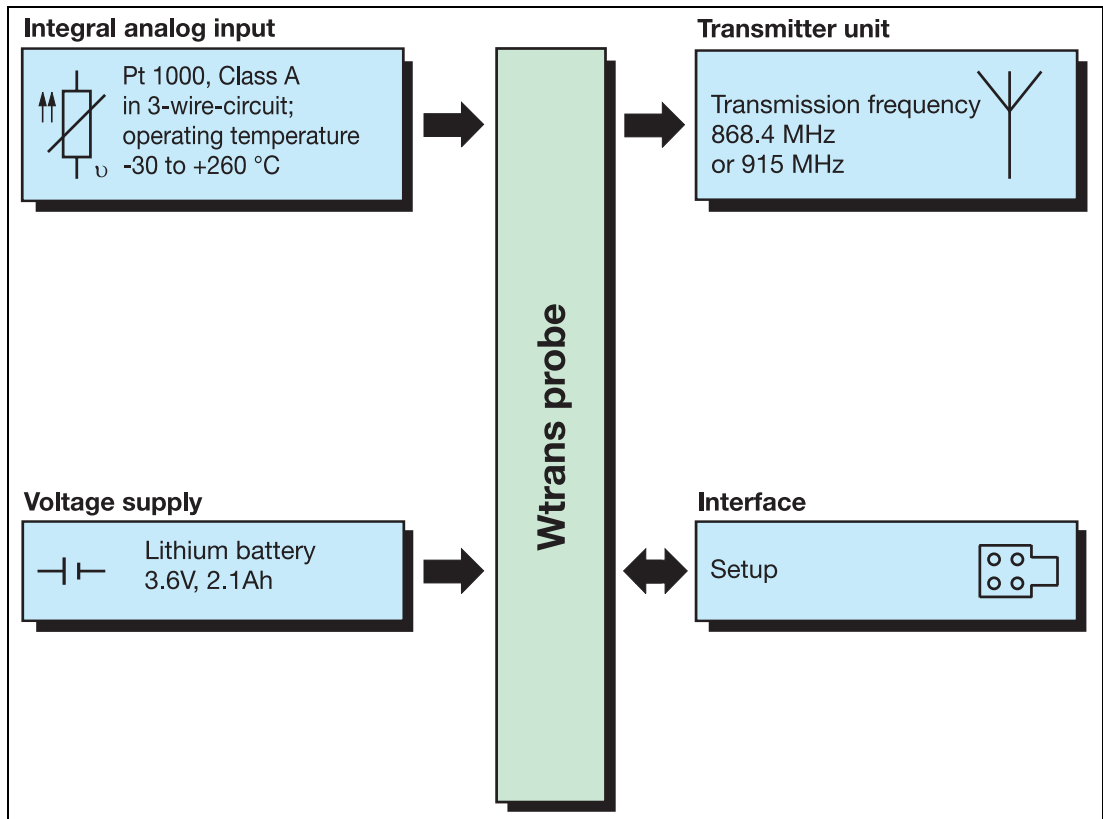 Integral analog input
Pt 1000, Class A
in 3-wire-circuit;
operating temperature
-30 to +260 °C
υ
Transmitter unit
Transmission frequency
868.4 MHz
or 915 MHz
Wtrans probe
Voltage supply
Lithium battery
3.6V, 2.1Ah
Interface
Setup